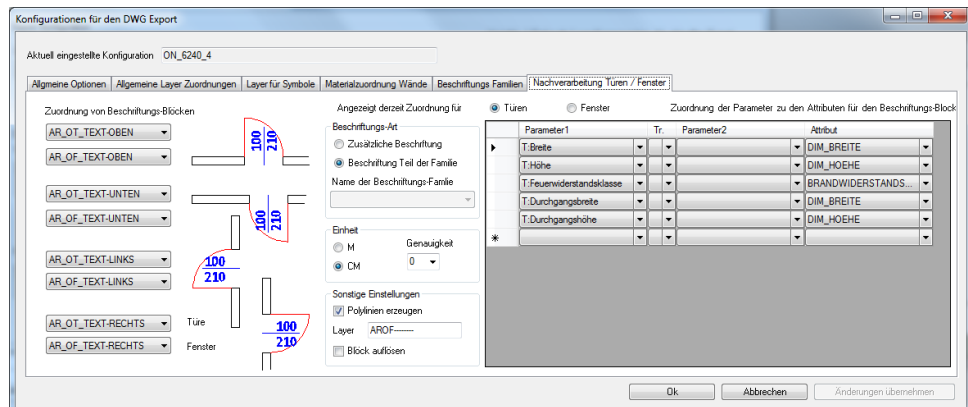 Konfigurationen für den DWG Export
Aktuell eingestellte Konfiguration ON_6240_4
Allgmeine Optionen Allgemeine Layer Zuordnungen Layer für Symbole Materialzuordnung Wände Beschriftungs Familien Nachverarbeitung Türen / Fenster
Zuordnung von Beschriftungs-Blöcken
AR_OT_TEXT-OBEN
AR_OF_TEXT-OBEN
100
210
AR_OT_TEXT-UNTEN
AR_OF_TEXT-UNTEN
100
210
AR_OT_TEXT-LINKS
AR_OF_TEXT-LINKS
100
210
AR_OT_TEXT-RECHTS Türe
AR_OF_TEXT-RECHTS Fenster
100
210
Angezeigt derzeit Zuordnung für Türen Fenster Zuordnung der Parameter zu den Attributen für den Beschriftungs-Block
Beschriftungs-Art
Zusätzliche Beschriftung
Beschriftung Teil der Familie
Name der Beschriftungs-Famlie
Einheit
M Genauigkeit
CM 0
Sonstige Einstellungen
Polylinien erzeugen
Layer AROF--------
Blöck auflösen
Parameter1 Tr. Parameter2 Attribut
T:Breite DIM_BREITE
T:Höhe DIM_HOEHE
T:Feuerwiderstandsklasse BRANDWIDERSTANDS...
T:Durchgangsbreite DIM_BREITE
T:Durchgangshöhe DIM_HOEHE
Ok Abbrechen Änderungen übernehmen